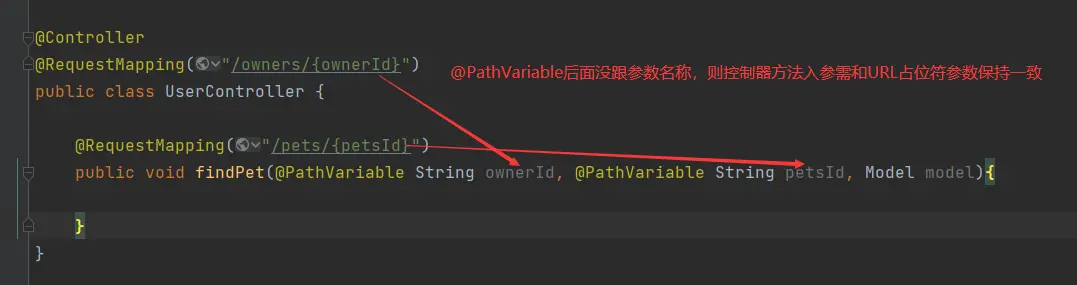 @Controller
@RequestMapping("/owners/{ownerId}")
@PathVariable后面没跟参数名称，则控制器方法入参需和URL占位符参数保持一致
public class UserController {
@RequestMapping("/pets/{petsId}")
public void findPet(@PathVariable String ownerId, @PathVariable String petsId, Model model){
}
}